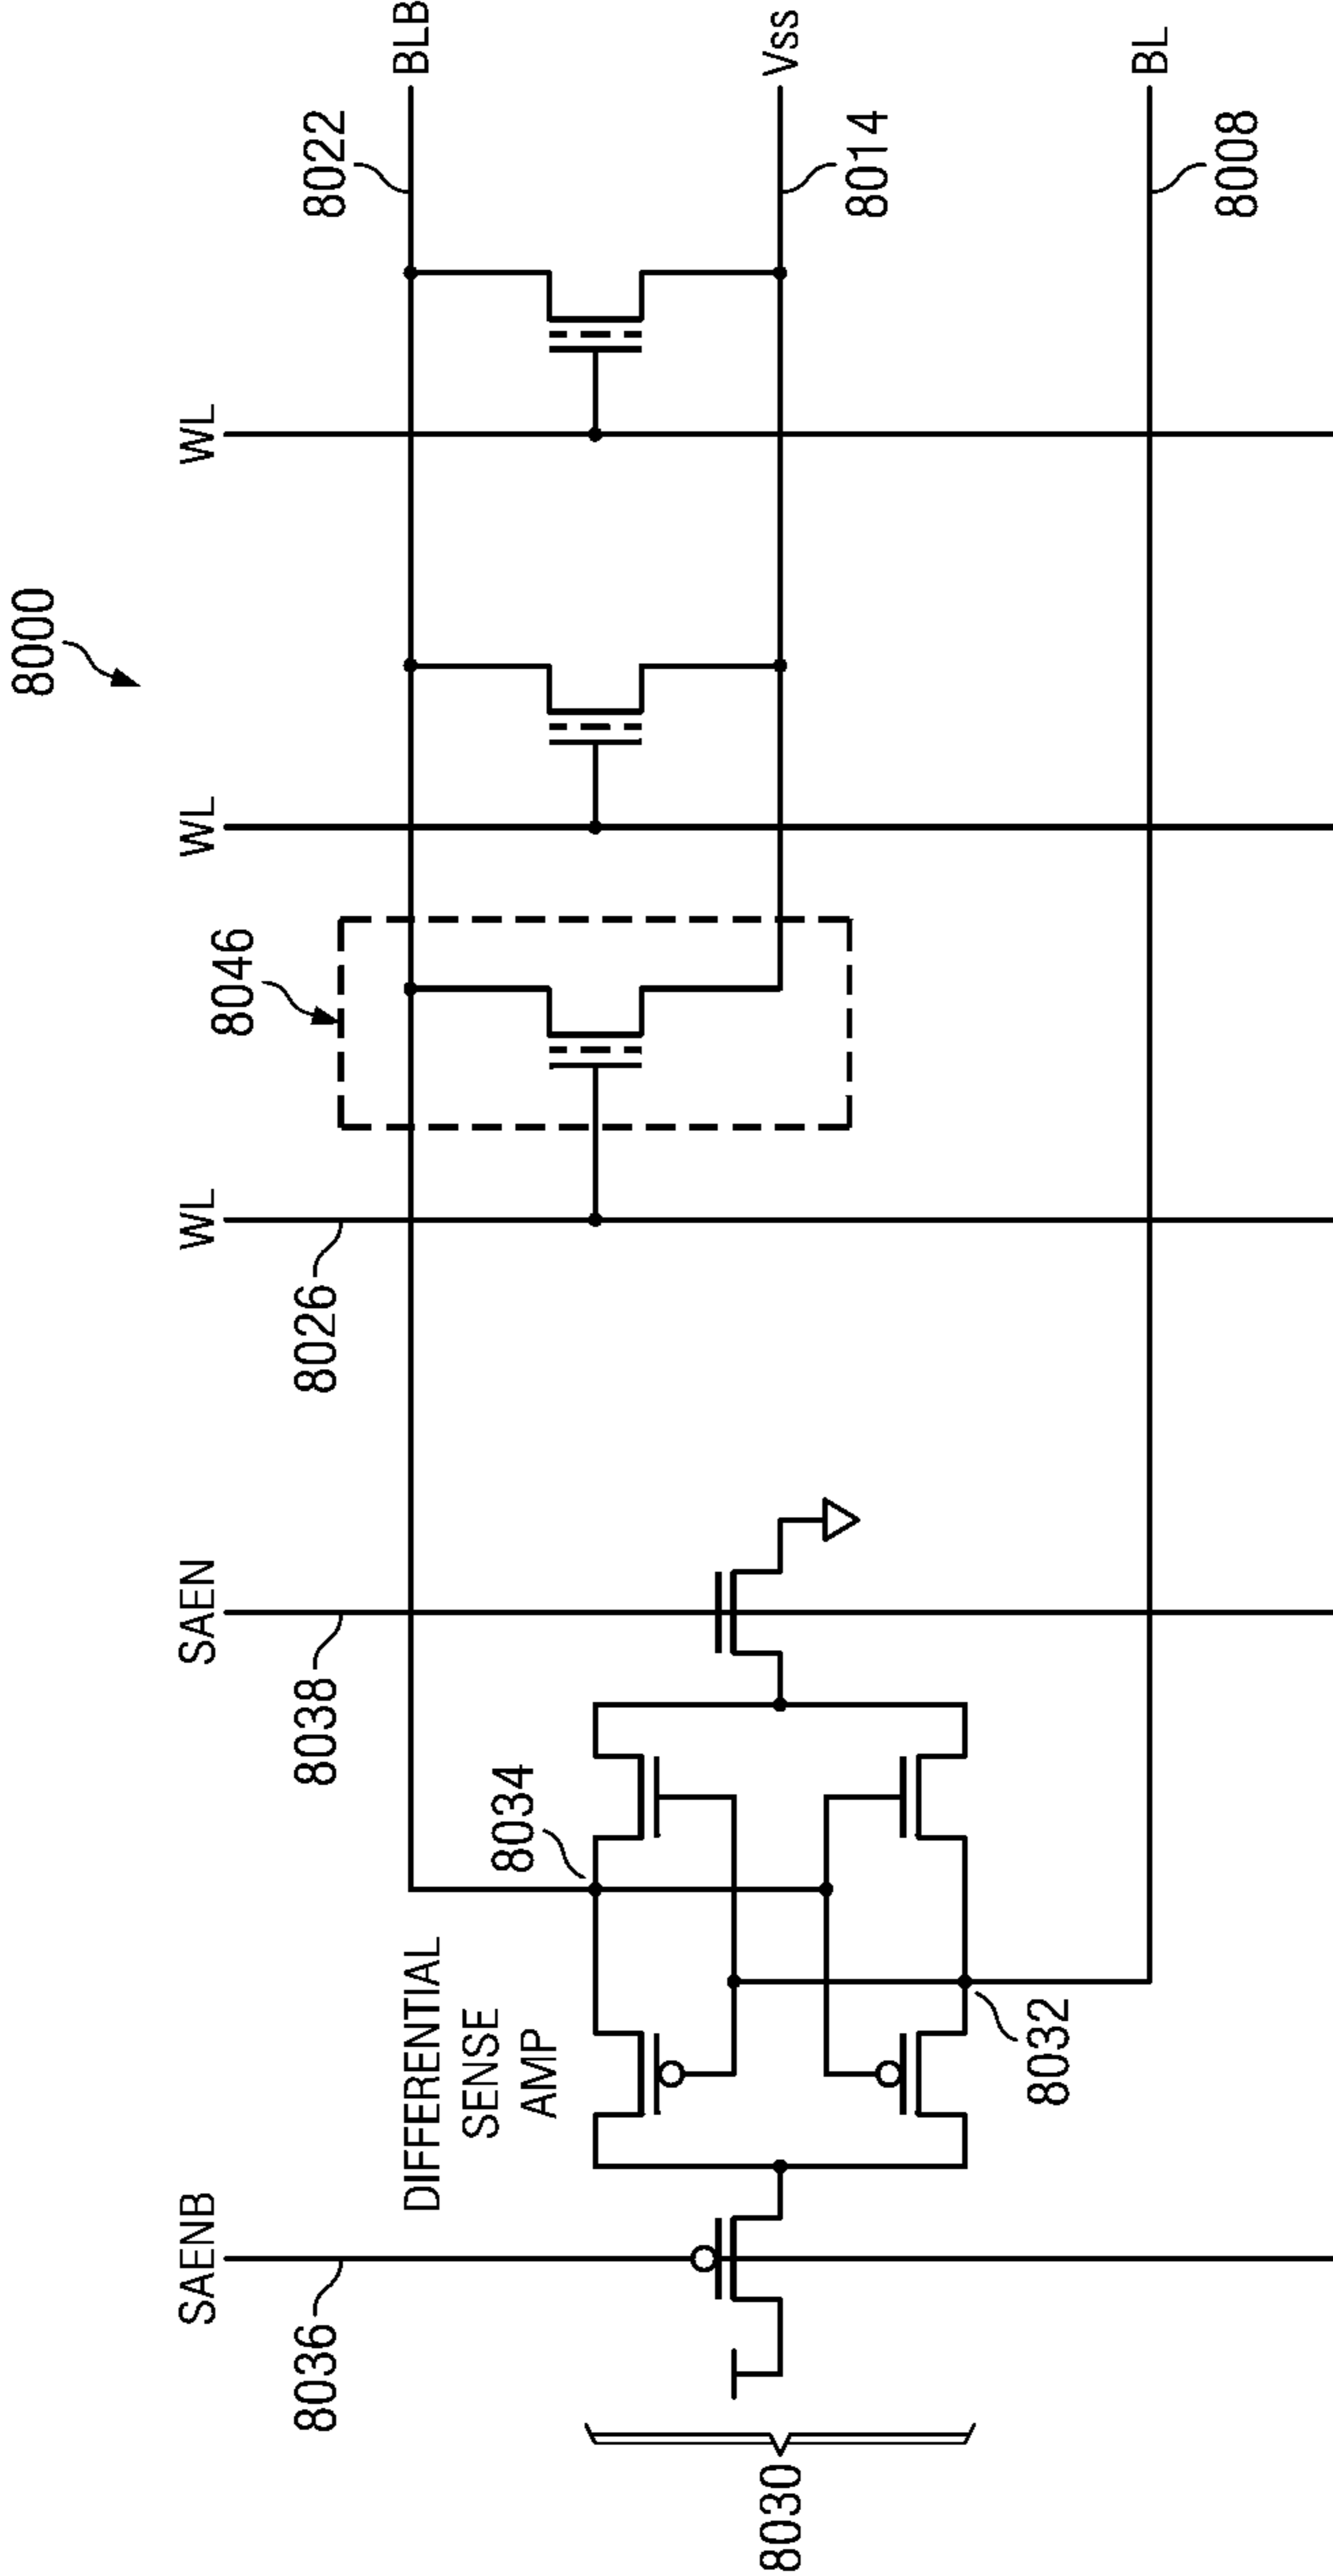 8000
SAENB
SAEN
WL
WL
WL
8036
8038
8026
8046
8022
BLB
DIFFERENTIAL
SENSE
AMP
8034
8030
Vss
8014
8032
BL
8008